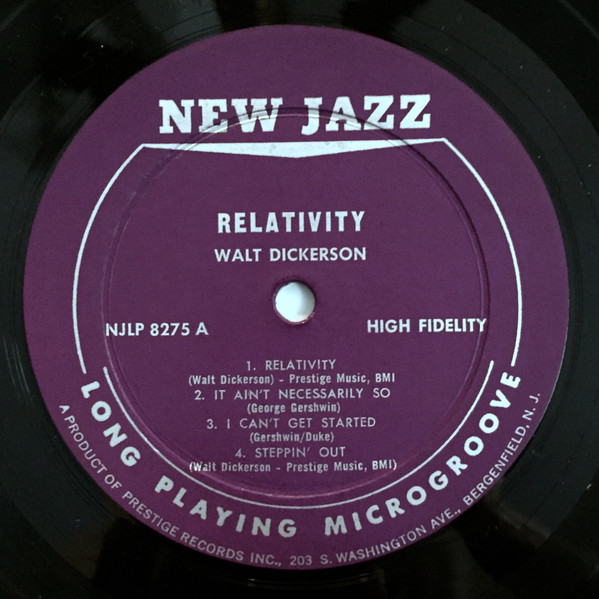 NEW JAZZ
RELATIVITY
WALT DICKERSON
NJLP 8275 A
HIGH FIDELITY
1. RELATIVITY
(Walt Dickerson) - Prestige Music, BMI
2. IT AIN'T NECESSARILY SO
(George Gershwin)
3. I CAN'T GET STARTED
(Gershwin/Duke)
4. STEPPIN' OUT
(Walt Dickerson - Prestige Music, BMI)
LONG PLAYING MICROGROOVE
A PRODUCT OF PRESTIGE RECORDS INC., 203 S. WASHINGTON AVE., BERGENFIELD, N. J.